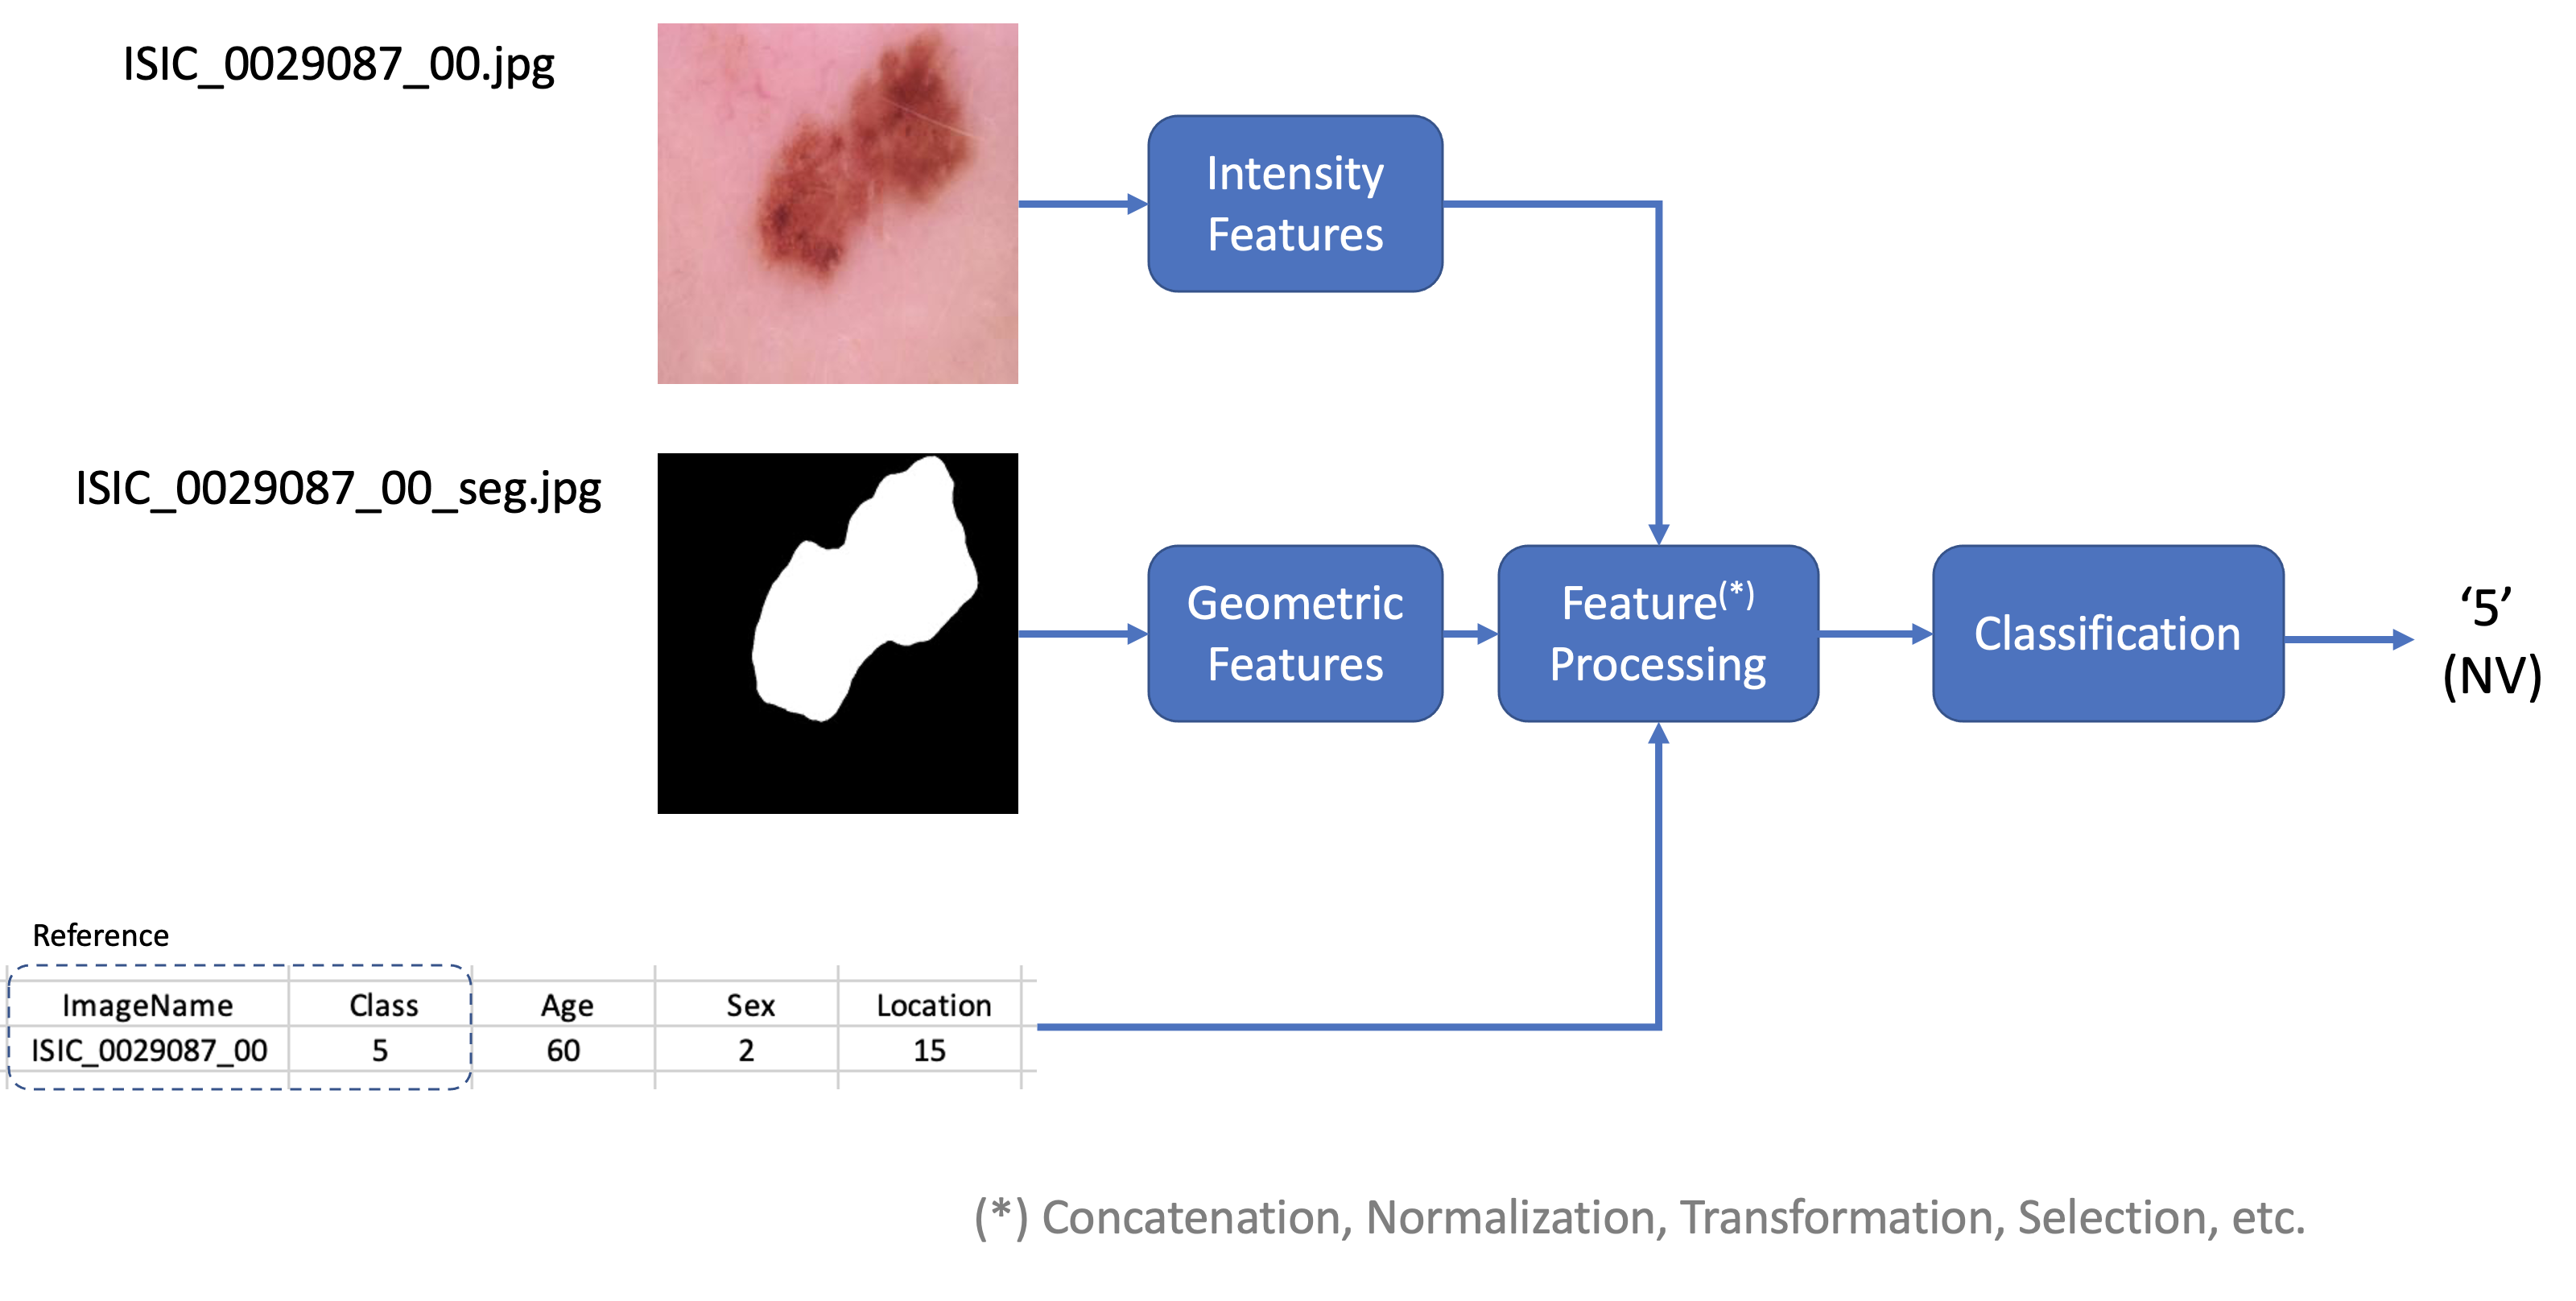 ISIC_0029087_00.jpg
Intensity
Features
ISIC_0029087_00_seg.jpg
Geometric
Features
Feature(*)
Processing
Classification
‘5’
(NV)
Reference
ImageName Class Age Sex Location
ISIC_0029087_00 5 60 2 15
(*) Concatenation, Normalization, Transformation, Selection, etc.